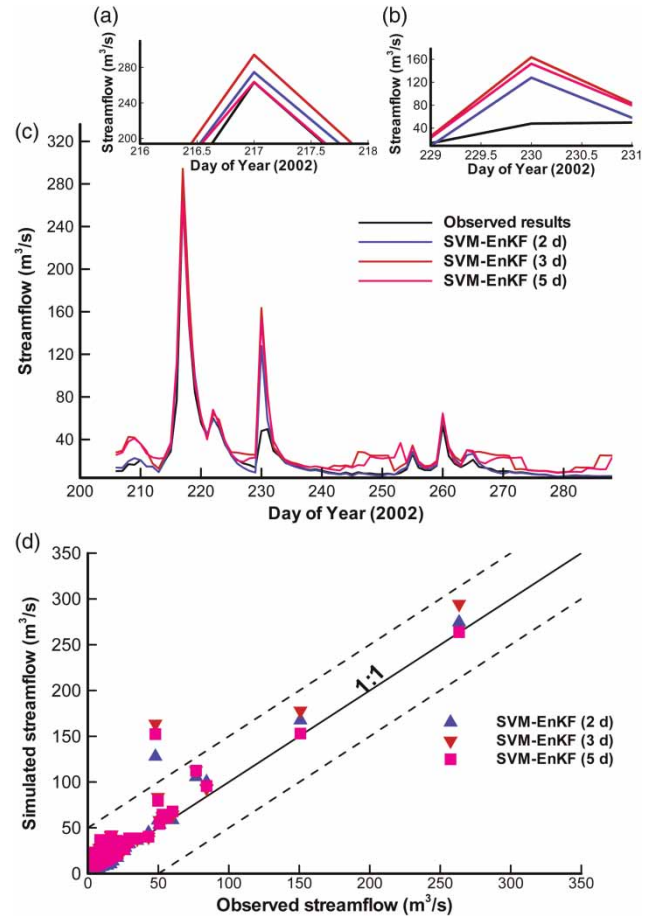 (a)
Streamflow (m³/s)
280
240
200
216
216.5
217
217.5
218
Day of Year (2002)
(b)
Streamflow (m³/s)
160
120
80
40
229
229.5
230
230.5
231
Day of Year (2002)
(c)
Streamflow (m³/s)
320
280
240
200
160
120
80
40
200
210
220
230
240
250
260
270
280
Day of Year (2002)
Observed results
SVM-EnKF (2 d)
SVM-EnKF (3 d)
SVM-EnKF (5 d)
(d)
Simulated streamflow (m³/s)
350
300
250
200
150
100
50
0
0
50
100
150
200
250
300
350
Observed streamflow (m³/s)
1:1
SVM-EnKF (2 d)
SVM-EnKF (3 d)
SVM-EnKF (5 d)